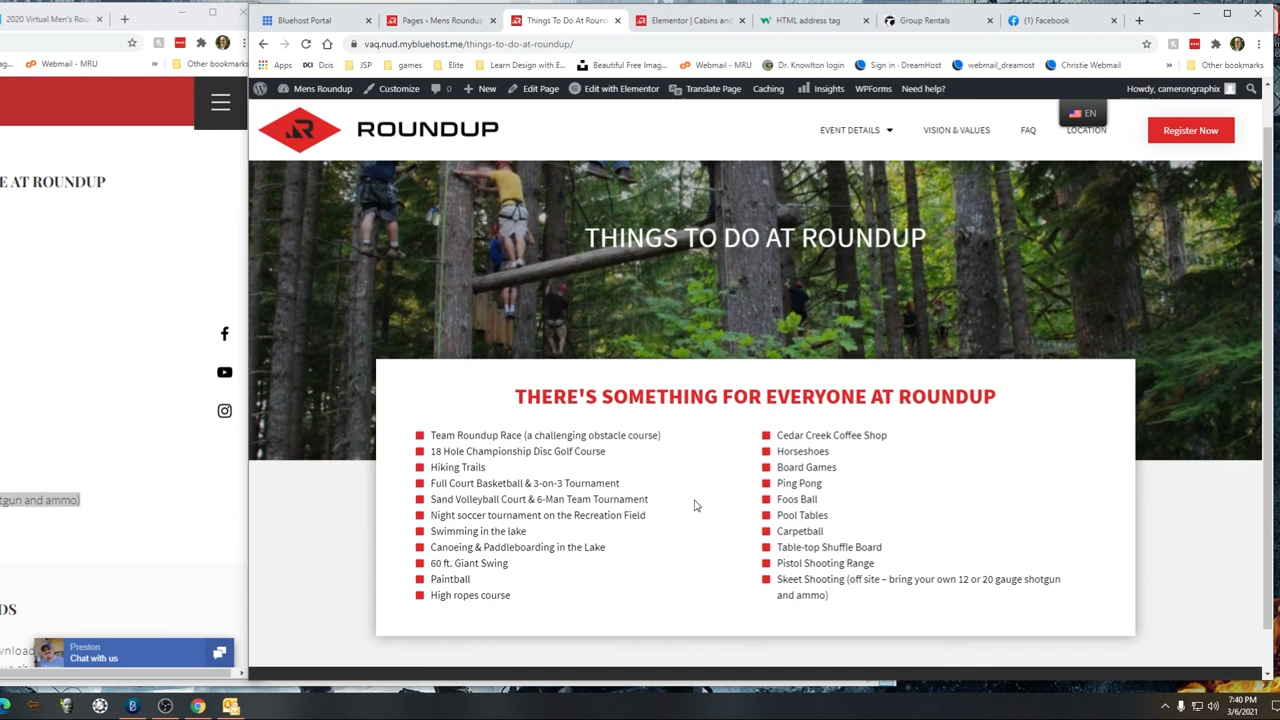 2020 Virtual Men's Rou
Bluehost Portal
Pages ‹ Mens Roundup
Things To Do At Round
Elementor | Cabins and
HTML address tag
Group Rentals
(1) Facebook
vaq.nud.mybluehost.me/things-to-do-at-roundup/
Webmail - MRU
»
Other bookmarks
Apps
DCI
Dcis
JSP
games
Elite
Learn Design with E...
Beautiful Free Imag...
Webmail - MRU
Dr. Knowlton login
Sign in - DreamHost
webmail_dreamost
Christie Webmail
»
Other bookmarks
Mens Roundup
Customize
0
New
Edit Page
Edit with Elementor
Translate Page
Caching
Insights
WPForms
Need help?
Howdy, camerongraphix
ROUNDUP
EVENT DETAILS
VISION & VALUES
FAQ
LOCATION
EN
Register Now
E AT ROUNDUP
THINGS TO DO AT ROUNDUP
THERE'S SOMETHING FOR EVERYONE AT ROUNDUP
Team Roundup Race (a challenging obstacle course)
18 Hole Championship Disc Golf Course
Hiking Trails
Full Court Basketball & 3-on-3 Tournament
Sand Volleyball Court & 6-Man Team Tournament
Night soccer tournament on the Recreation Field
Swimming in the lake
Canoeing & Paddleboarding in the Lake
60 ft. Giant Swing
Paintball
High ropes course
Cedar Creek Coffee Shop
Horseshoes
Board Games
Ping Pong
Foos Ball
Pool Tables
Carpetball
Table-top Shuffle Board
Pistol Shooting Range
Skeet Shooting (off site – bring your own 12 or 20 gauge shotgun
and ammo)
tgun and ammo)
DS
wnload
Preston
Chat with us
7:40 PM
3/6/2021